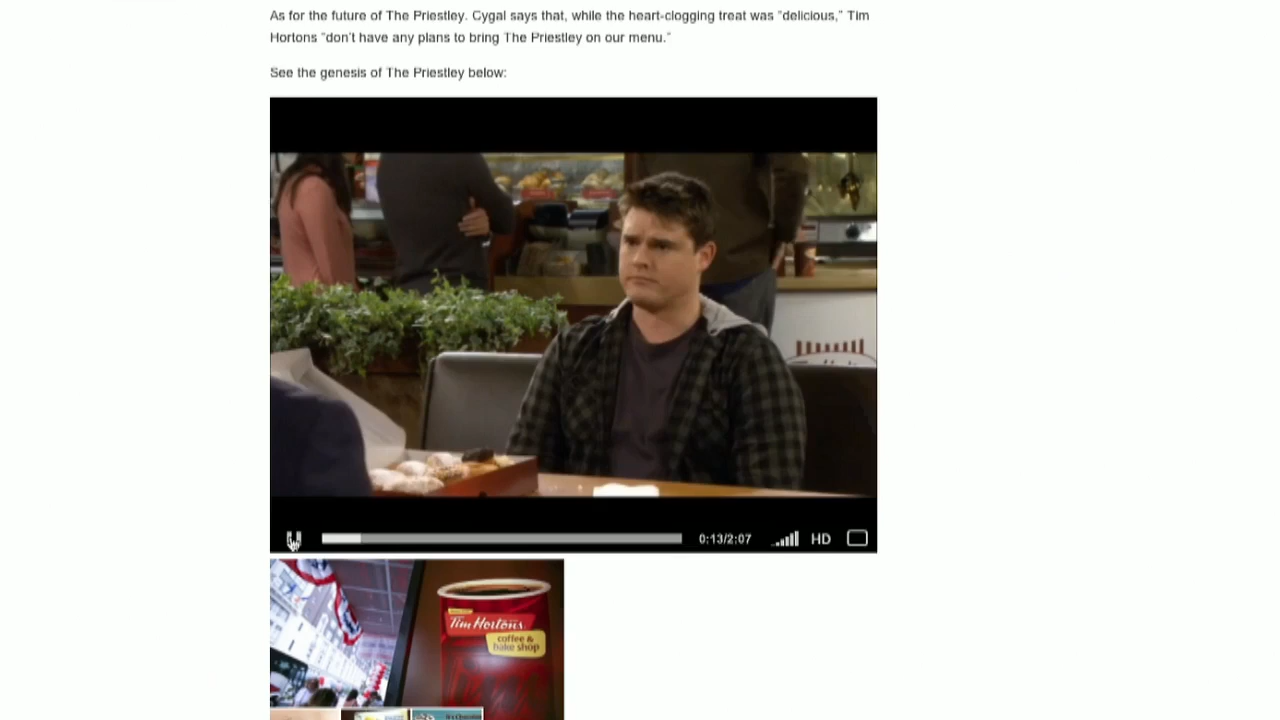 As for the future of The Priestley. Cygal says that, while the heart-clogging treat was “delicious,” Tim
Hortons “don’t have any plans to bring The Priestley on our menu.”
See the genesis of The Priestley below:
0:13/2:07
HD
Tim Hortons
coffee &
bake shop